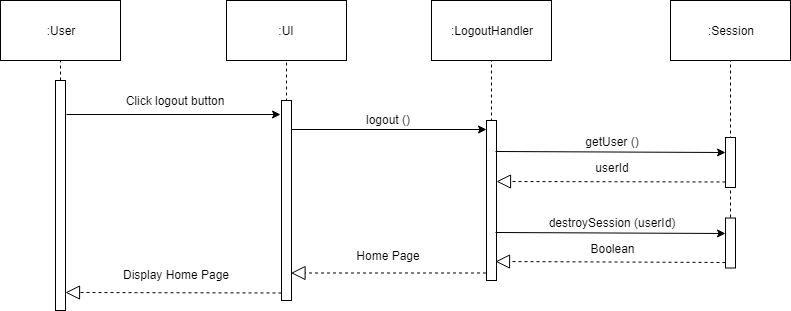 :User
:UI
:LogoutHandler
:Session
Click logout button
logout ()
getUser ()
userId
destroySession (userId)
Boolean
Home Page
Display Home Page